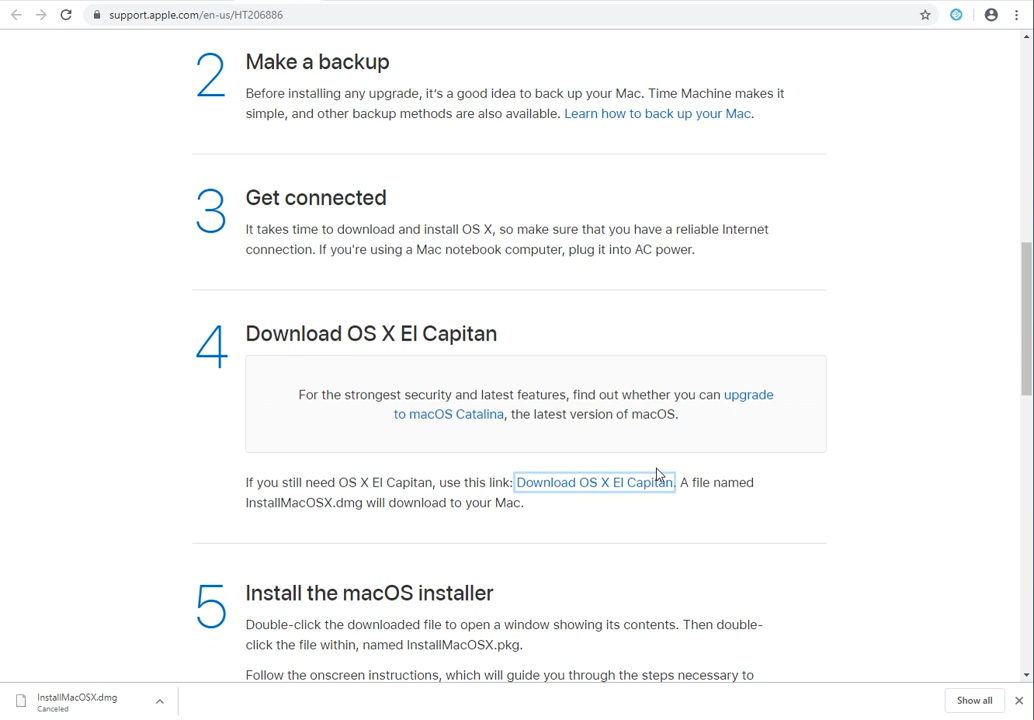 support.apple.com/en-us/HT206886
2
Make a backup
Before installing any upgrade, it's a good idea to back up your Mac. Time Machine makes it
simple, and other backup methods are also available. Learn how to back up your Mac.
3
Get connected
It takes time to download and install OS X, so make sure that you have a reliable Internet
connection. If you're using a Mac notebook computer, plug it into AC power.
4
Download OS X El Capitan
For the strongest security and latest features, find out whether you can upgrade
to macOS Catalina, the latest version of macOS.
If you still need OS X El Capitan, use this link: Download OS X El Capitan. A file named
InstallMacOSX.dmg will download to your Mac.
5
Install the macOS installer
Double-click the downloaded file to open a window showing its contents. Then double-
click the file within, named InstallMacOSX.pkg.
Follow the onscreen instructions, which will guide you through the steps necessary to
InstallMacOSX.dmg
Canceled
Show all